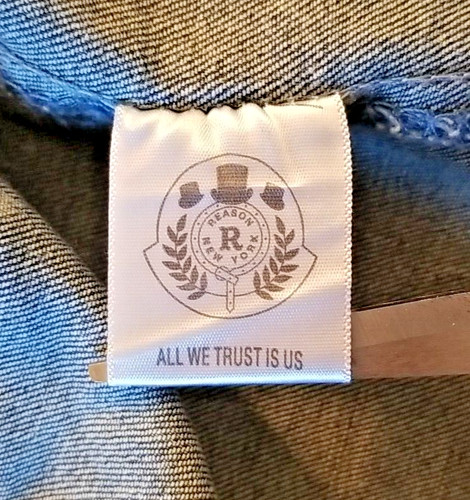 REASON
R
NEW YORK
ALL WE TRUST IS US